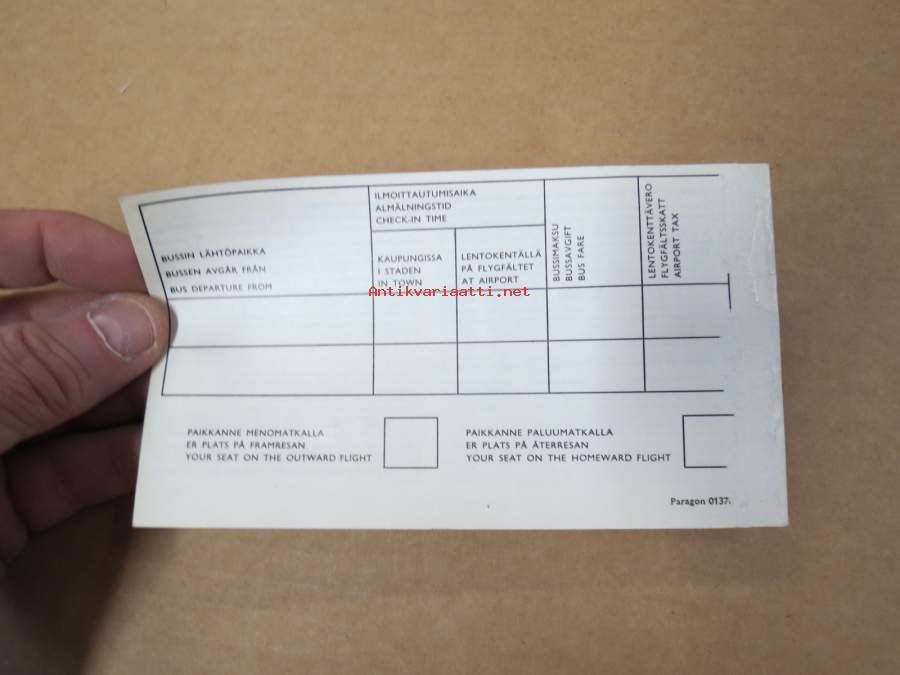 BUSSIN LÄHTÖPAIKKA
BUSSEN AVGÅR FRÅN
BUS DEPARTURE FROM
ILMOITTAUTUMISAIKA
ALMÄLNINGSTID
CHECK-IN TIME
KAUPUNGISSA
I STADEN
IN TOWN
LENTOKENTÄLLÄ
PÅ FLYGFÄLTET
AT AIRPORT
BUSSIMAKSU
BUSSAVGIFT
BUS FARE
LENTOKENTTÄVERO
FLYGFÄLTSSKATT
AIRPORT TAX
Antikvariaatti.net
PAIKKANNE MENOMATKALLA
ER PLATS PÅ FRAMRESAN
YOUR SEAT ON THE OUTWARD FLIGHT
PAIKKANNE PALUUMATKALLA
ER PLATS PÅ ÅTERRESAN
YOUR SEAT ON THE HOMEWARD FLIGHT
Paragon 0137